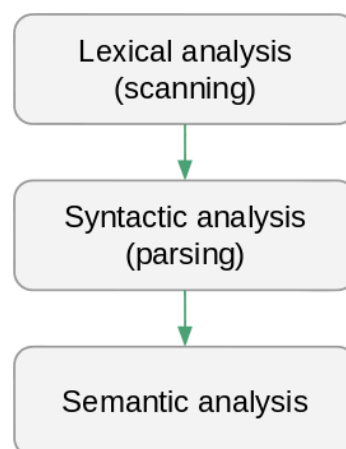 Lexical analysis
(scanning)
Syntactic analysis
(parsing)
Semantic analysis